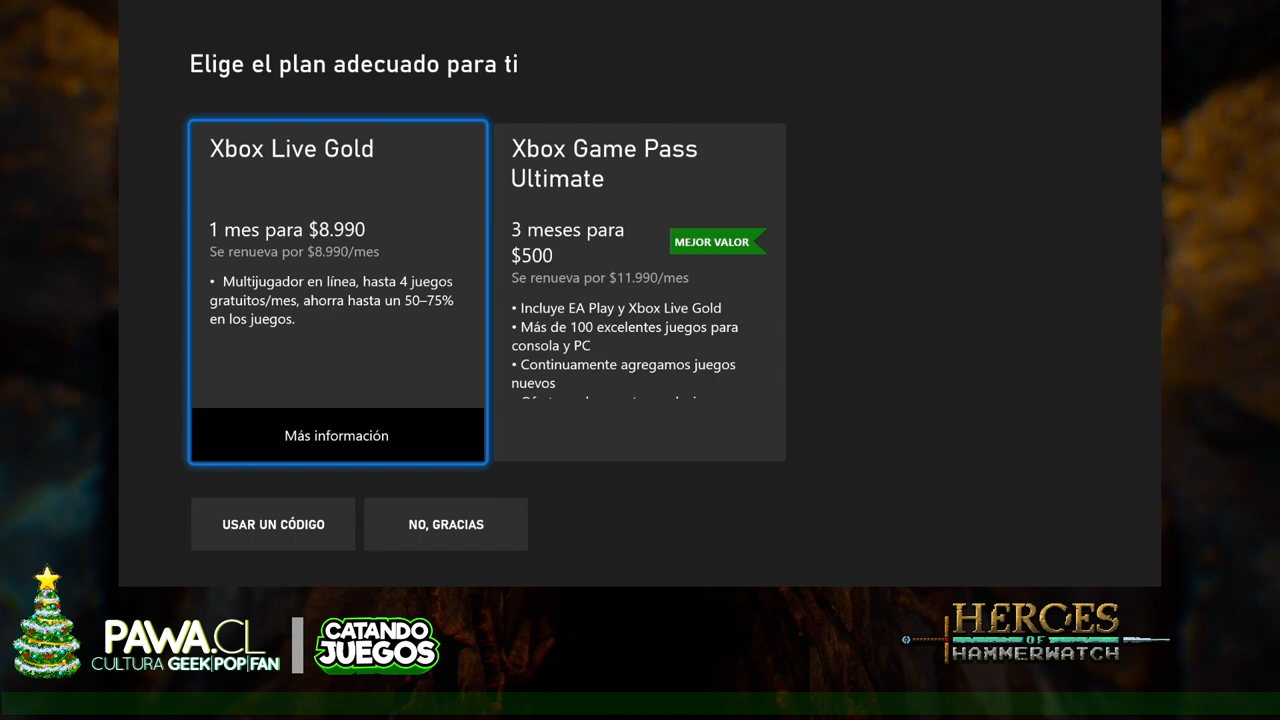 Elige el plan adecuado para ti
Xbox Live Gold
1 mes para $8.990
Se renueva por $8.990/mes
• Multijugador en línea, hasta 4 juegos
gratuitos/mes, ahorra hasta un 50–75%
en los juegos.
Más información
Xbox Game Pass
Ultimate
3 meses para
$500
MEJOR VALOR
Se renueva por $11.990/mes
• Incluye EA Play y Xbox Live Gold
• Más de 100 excelentes juegos para
consola y PC
• Continuamente agregamos juegos
nuevos
USAR UN CÓDIGO
NO, GRACIAS
PAWA.CL
CULTURA GEEK|POP|FAN
CATANDO
JUEGOS
HEROES
OF
HAMMERWATCH